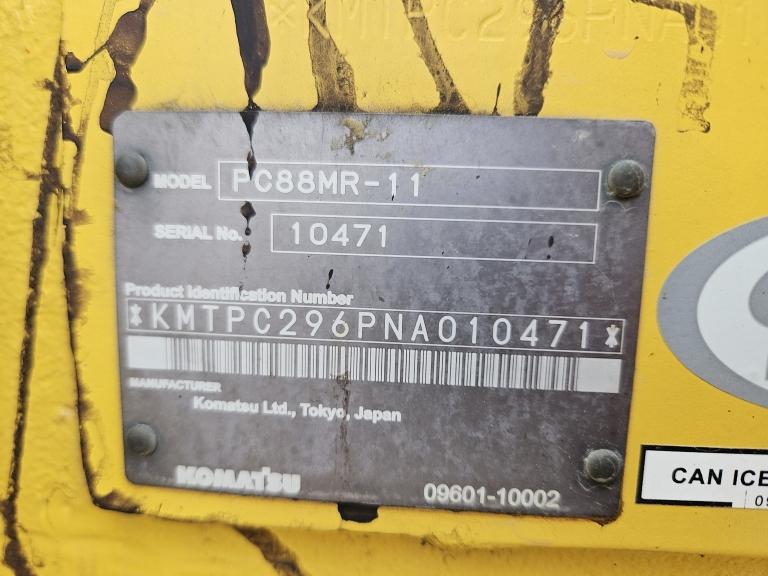 *KMTPC296PNA01
MODEL PC88MR-11
SERIAL No. 10471
Product Identification Number
*KMTPC296PNA010471*
MANUFACTURER
Komatsu Ltd., Tokyo, Japan
KOMATSU
09601-10002
CAN ICE